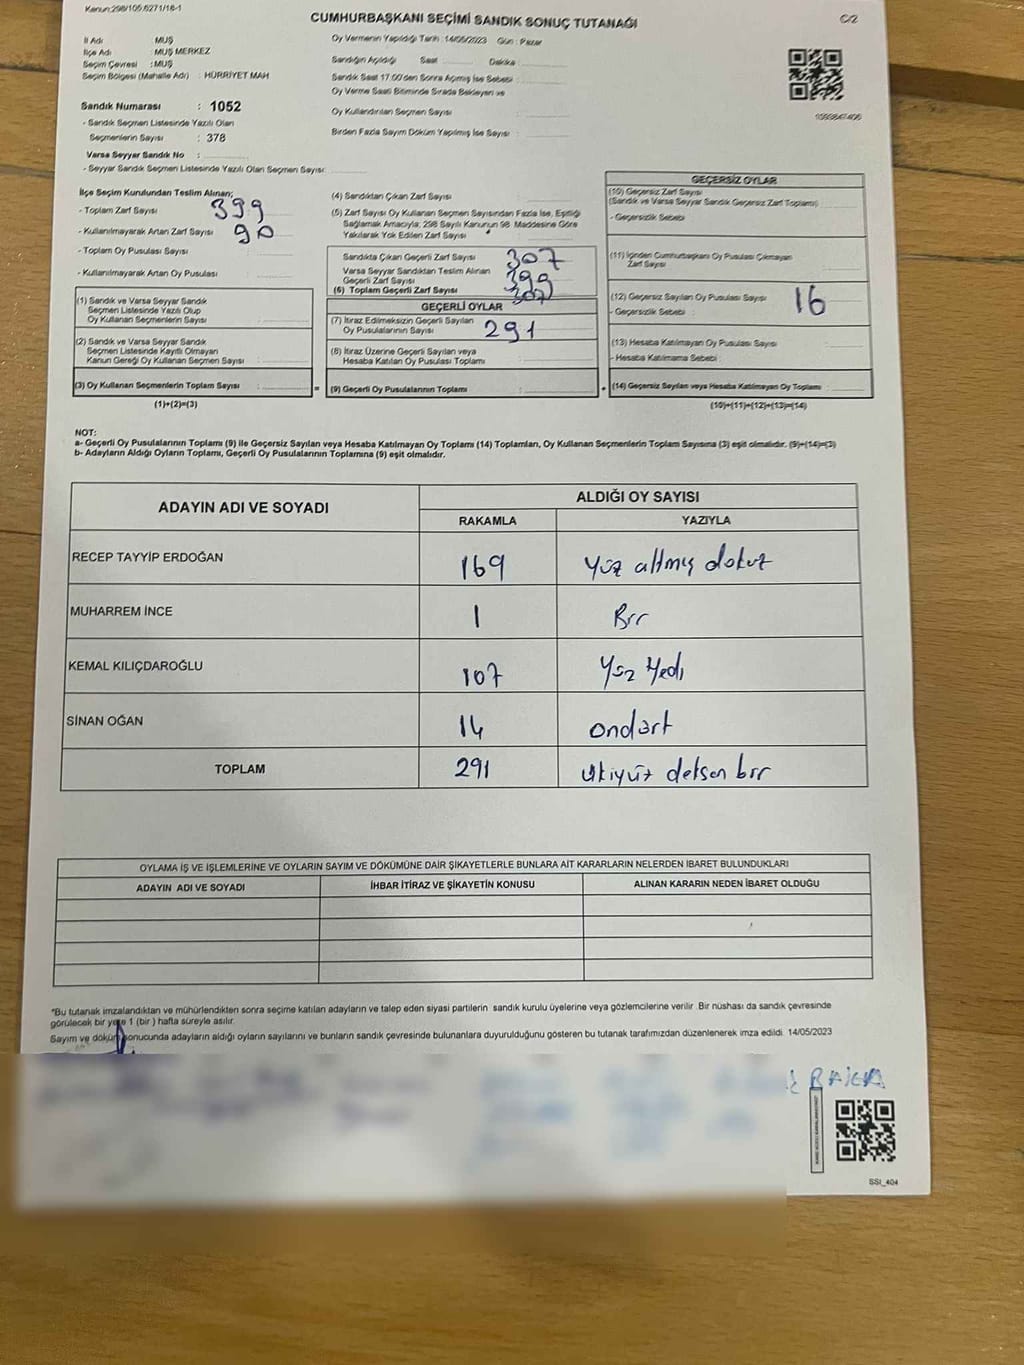 Kanun:298/105:6271/18-1
CUMHURBAŞKANI SEÇİMİ SANDIK SONUÇ TUTANAĞI
C/2
İl Adı : MUŞ
İlçe Adı : MUŞ MERKEZ
Seçim Çevresi : MUŞ
Seçim Bölgesi (Mahalle Adı) : HÜRRİYET MAH
Sandık Numarası : 1052
- Sandık Seçmen Listesinde Yazılı Olan
Seçmenlerin Sayısı : 378
Varsa Seyyar Sandık No :
- Seyyar Sandık Seçmen Listesinde Yazılı Olan Seçmen Sayısı:
Oy Vermenin Yapıldığı Tarih : 14/05/2023 Gün : Pazar
Sandığın Açıldığı Saat Dakika :
Sandık Saat 17.00'den Sonra Açılmış İse Sebebi :
Oy Verme Saati Bitiminde Sırada Bekleyen ve
Oy Kullandırılan Seçmen Sayısı :
Birden Fazla Sayım Döküm Yapılmış İse Sayısı :
İlçe Seçim Kurulundan Teslim Alınan;
- Toplam Zarf Sayısı : 399
- Kullanılmayarak Artan Zarf Sayısı : 90
- Toplam Oy Pusulası Sayısı :
- Kullanılmayarak Artan Oy Pusulası :
(1) Sandık ve Varsa Seyyar Sandık
Seçmen Listesinde Yazılı Olup
Oy Kullanan Seçmenlerin Sayısı :
(2) Sandık ve Varsa Seyyar Sandık
Seçmen Listesinde Kayıtlı Olmayan
Kanun Gereği Oy Kullanan Seçmen Sayısı :
(3) Oy Kullanan Seçmenlerin Toplam Sayısı :
(1)+(2)=(3)
(4) Sandıktan Çıkan Zarf Sayısı :
(5) Zarf Sayısı Oy Kullanan Seçmen Sayısından Fazla İse, Eşitliği
Sağlamak Amacıyla; 298 Sayılı Kanunun 98. Maddesine Göre
Yakılarak Yok Edilen Zarf Sayısı :
Sandıkta Çıkan Geçerli Zarf Sayısı : 307
Varsa Seyyar Sandıktan Teslim Alınan
Geçerli Zarf Sayısı : 399
(6) Toplam Geçerli Zarf Sayısı : 307
GEÇERLİ OYLAR
(7) İtiraz Edilmeksizin Geçerli Sayılan
Oy Pusulalarının Sayısı : 291
(8) İtiraz Üzerine Geçerli Sayılan veya
Hesaba Katılan Oy Pusulası Toplamı :
(9) Geçerli Oy Pusulalarının Toplamı :
= +
GEÇERSİZ OYLAR
(10) Geçersiz Zarf Sayısı
(Sandık ve Varsa Seyyar Sandık Geçersiz Zarf Toplamı) :
- Geçersizlik Sebebi :
(11) İçinden Cumhurbaşkanı Oy Pusulası Çıkmayan
Zarf Sayısı :
(12) Geçersiz Sayılan Oy Pusulası Sayısı : 16
- Geçersizlik Sebebi :
(13) Hesaba Katılmayan Oy Pusulası Sayısı :
- Hesaba Katılmama Sebebi :
(14) Geçersiz Sayılan veya Hesaba Katılmayan Oy Toplamı :
(10)+(11)+(12)+(13)=(14)
NOT:
a- Geçerli Oy Pusulalarının Toplamı (9) ile Geçersiz Sayılan veya Hesaba Katılmayan Oy Toplamı (14) Toplamları, Oy Kullanan Seçmenlerin Toplam Sayısına (3) eşit olmalıdır. (9)+(14)=(3)
b- Adayların Aldığı Oyların Toplamı, Geçerli Oy Pusulalarının Toplamına (9) eşit olmalıdır.
ADAYIN ADI VE SOYADI
ALDIĞI OY SAYISI
RAKAMLA YAZIYLA
RECEP TAYYİP ERDOĞAN 169 yüz altmış dokuz
MUHARREM İNCE 1 Bir
KEMAL KILIÇDAROĞLU 107 Yüz Yedi
SİNAN OĞAN 14 ondört
TOPLAM 291 ikiyüz doksan bir
OYLAMA İŞ VE İŞLEMLERİNE VE OYLARIN SAYIM VE DÖKÜMÜNE DAİR ŞİKAYETLERLE BUNLARA AİT KARARLARIN NELERDEN İBARET BULUNDUKLARI
ADAYIN ADI VE SOYADI İHBAR İTİRAZ VE ŞİKAYETİN KONUSU ALINAN KARARIN NEDEN İBARET OLDUĞU
*Bu tutanak imzalandıktan ve mühürlendikten sonra seçime katılan adayların ve talep eden siyasi partilerin sandık kurulu üyelerine veya gözlemcilerine verilir. Bir nüshası da sandık çevresinde
görülecek bir yere 1 (bir ) hafta süreyle asılır.
Sayım ve döküm sonucunda adayların aldığı oyların sayılarını ve bunların sandık çevresinde bulunanlara duyurulduğunu gösteren bu tutanak tarafımızdan düzenlenerek imza edildi. 14/05/2023
SSI_404